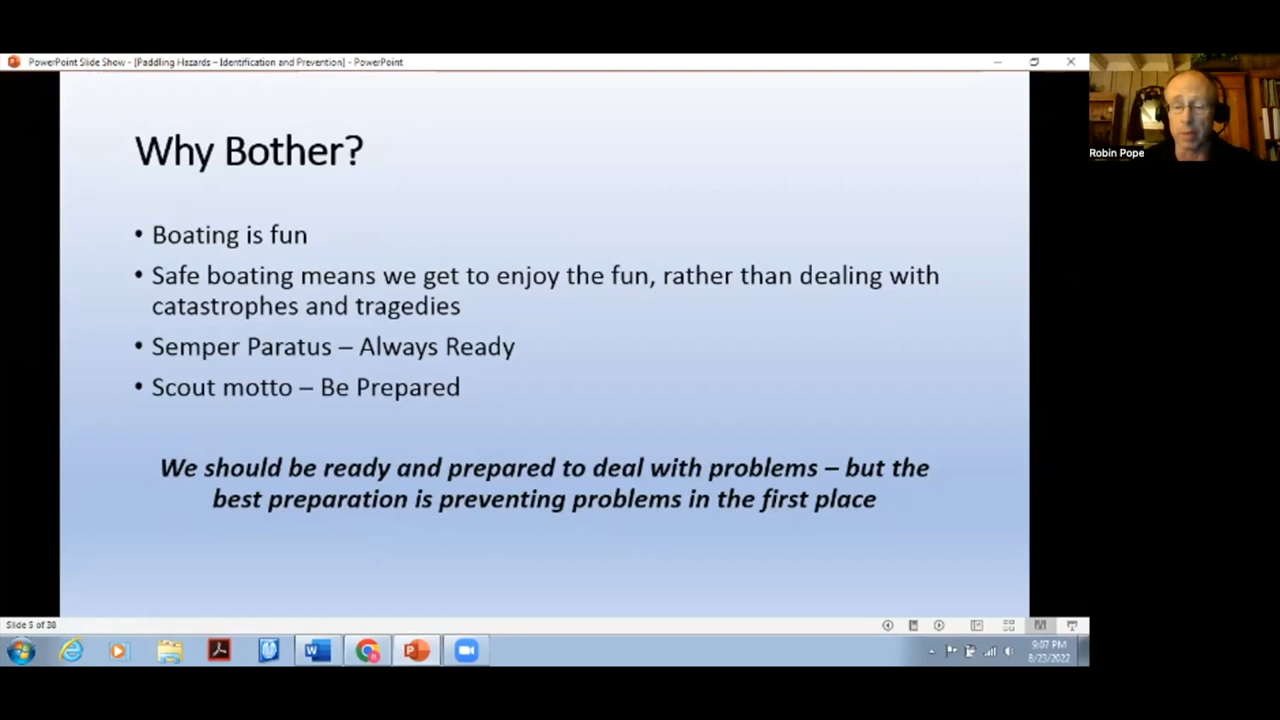 PowerPoint Slide Show - [Paddling Hazards – Identification and Prevention] - PowerPoint
Why Bother?
• Boating is fun
• Safe boating means we get to enjoy the fun, rather than dealing with
catastrophes and tragedies
• Semper Paratus – Always Ready
• Scout motto – Be Prepared
We should be ready and prepared to deal with problems – but the
best preparation is preventing problems in the first place
Robin Pope
Slide 5 of 38
9:07 PM
8/23/2022